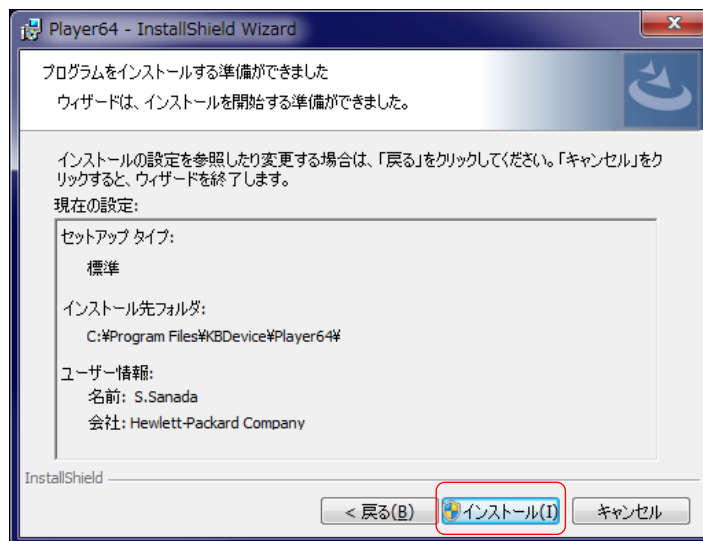 Player64 - InstallShield Wizard
プログラムをインストールする準備ができました
ウィザードは、インストールを開始する準備ができました。
インストールの設定を参照したり変更する場合は、「戻る」をクリックしてください。「キャンセル」をク
リックすると、ウィザードを終了します。
現在の設定:
セットアップ タイプ:
標準
インストール先フォルダ:
C:¥Program Files¥KBDevice¥Player64¥
ユーザー情報:
名前: S.Sanada
会社: Hewlett-Packard Company
InstallShield
< 戻る(B) インストール(I) キャンセル